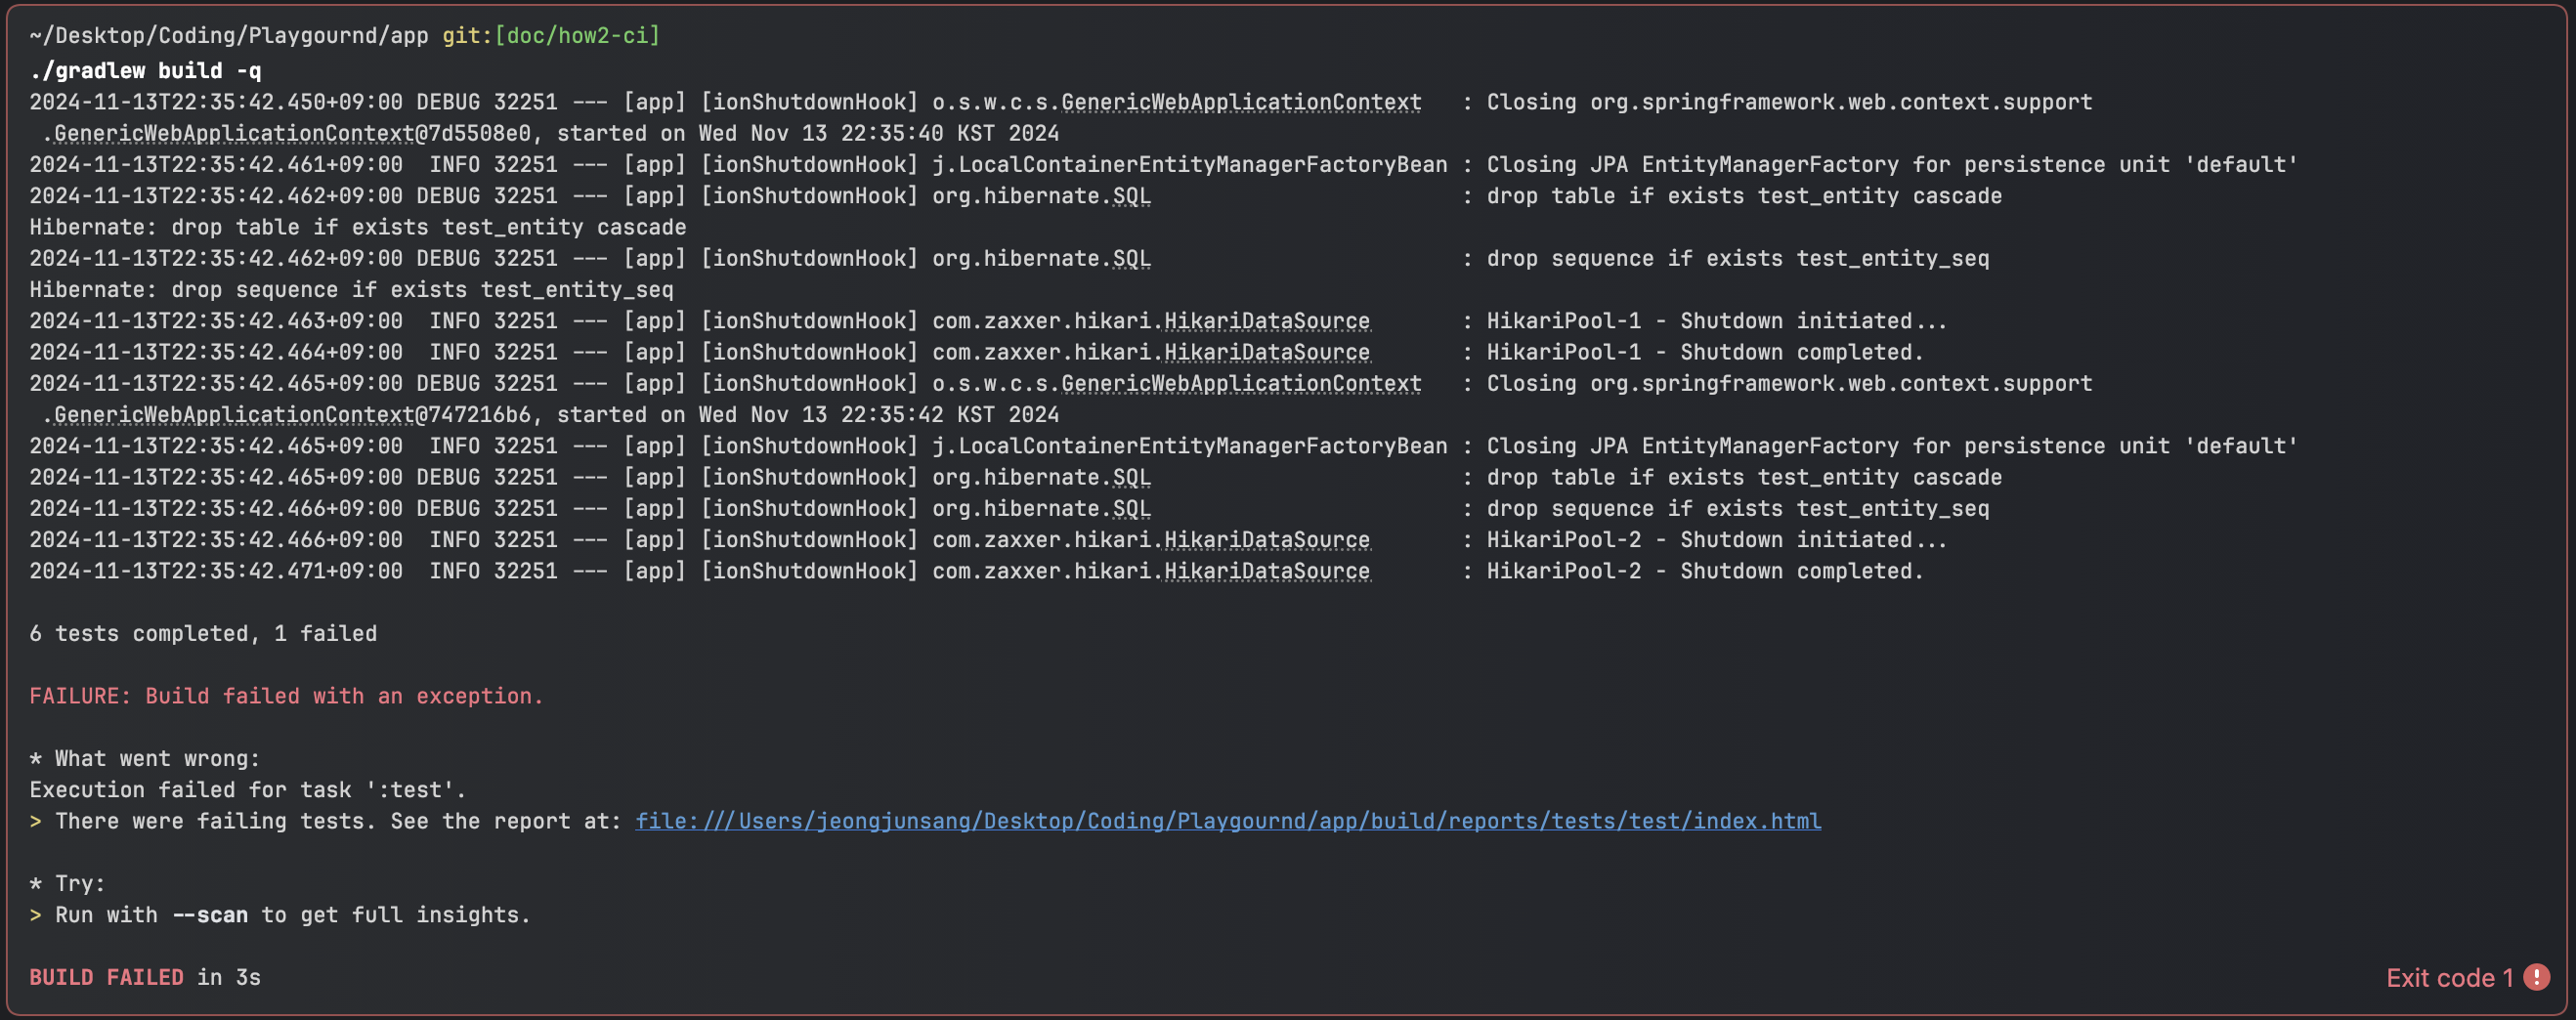 ~/Desktop/Coding/Playgournd/app git:[doc/how2-ci]
./gradlew build -q
2024-11-13T22:35:42.450+09:00 DEBUG 32251 --- [app] [ionShutdownHook] o.s.w.c.s.GenericWebApplicationContext   : Closing org.springframework.web.context.support
.GenericWebApplicationContext@7d5508e0, started on Wed Nov 13 22:35:40 KST 2024
2024-11-13T22:35:42.461+09:00  INFO 32251 --- [app] [ionShutdownHook] j.LocalContainerEntityManagerFactoryBean : Closing JPA EntityManagerFactory for persistence unit 'default'
2024-11-13T22:35:42.462+09:00 DEBUG 32251 --- [app] [ionShutdownHook] org.hibernate.SQL                        : drop table if exists test_entity cascade
Hibernate: drop table if exists test_entity cascade
2024-11-13T22:35:42.462+09:00 DEBUG 32251 --- [app] [ionShutdownHook] org.hibernate.SQL                        : drop sequence if exists test_entity_seq
Hibernate: drop sequence if exists test_entity_seq
2024-11-13T22:35:42.463+09:00  INFO 32251 --- [app] [ionShutdownHook] com.zaxxer.hikari.HikariDataSource       : HikariPool-1 - Shutdown initiated...
2024-11-13T22:35:42.464+09:00  INFO 32251 --- [app] [ionShutdownHook] com.zaxxer.hikari.HikariDataSource       : HikariPool-1 - Shutdown completed.
2024-11-13T22:35:42.465+09:00 DEBUG 32251 --- [app] [ionShutdownHook] o.s.w.c.s.GenericWebApplicationContext   : Closing org.springframework.web.context.support
.GenericWebApplicationContext@747216b6, started on Wed Nov 13 22:35:42 KST 2024
2024-11-13T22:35:42.465+09:00  INFO 32251 --- [app] [ionShutdownHook] j.LocalContainerEntityManagerFactoryBean : Closing JPA EntityManagerFactory for persistence unit 'default'
2024-11-13T22:35:42.465+09:00 DEBUG 32251 --- [app] [ionShutdownHook] org.hibernate.SQL                        : drop table if exists test_entity cascade
2024-11-13T22:35:42.466+09:00 DEBUG 32251 --- [app] [ionShutdownHook] org.hibernate.SQL                        : drop sequence if exists test_entity_seq
2024-11-13T22:35:42.466+09:00  INFO 32251 --- [app] [ionShutdownHook] com.zaxxer.hikari.HikariDataSource       : HikariPool-2 - Shutdown initiated...
2024-11-13T22:35:42.471+09:00  INFO 32251 --- [app] [ionShutdownHook] com.zaxxer.hikari.HikariDataSource       : HikariPool-2 - Shutdown completed.
6 tests completed, 1 failed
FAILURE: Build failed with an exception.
* What went wrong:
Execution failed for task ':test'.
> There were failing tests. See the report at: file:///Users/jeongjunsang/Desktop/Coding/Playgournd/app/build/reports/tests/test/index.html
* Try:
> Run with --scan to get full insights.
BUILD FAILED in 3s
Exit code 1